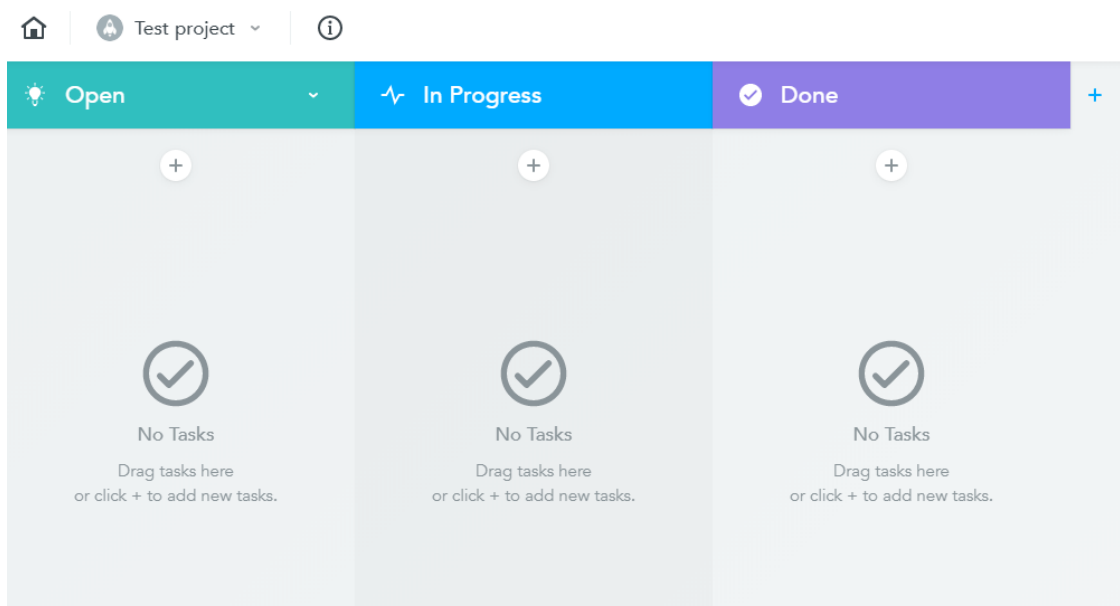 Test project
Open
In Progress
Done
No Tasks
Drag tasks here
or click + to add new tasks.
No Tasks
Drag tasks here
or click + to add new tasks.
No Tasks
Drag tasks here
or click + to add new tasks.